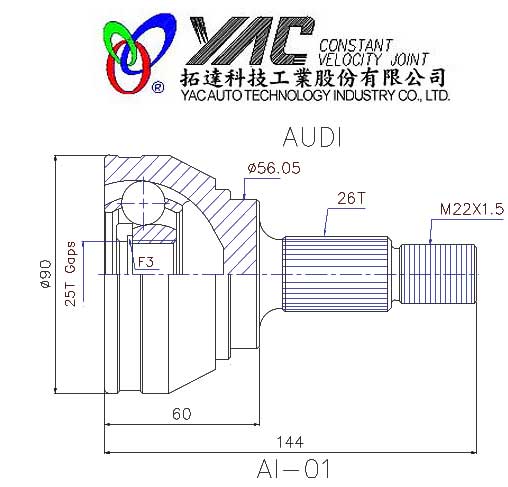 YAC CONSTANT
VELOCITY JOINT
®
拓達科技工業股份有限公司
YAC AUTO TECHNOLOGY INDUSTRY CO., LTD.
AUDI
ø56.05
26T
M22X1.5
ø90
25T Gaps
F3
60
144
AI-01